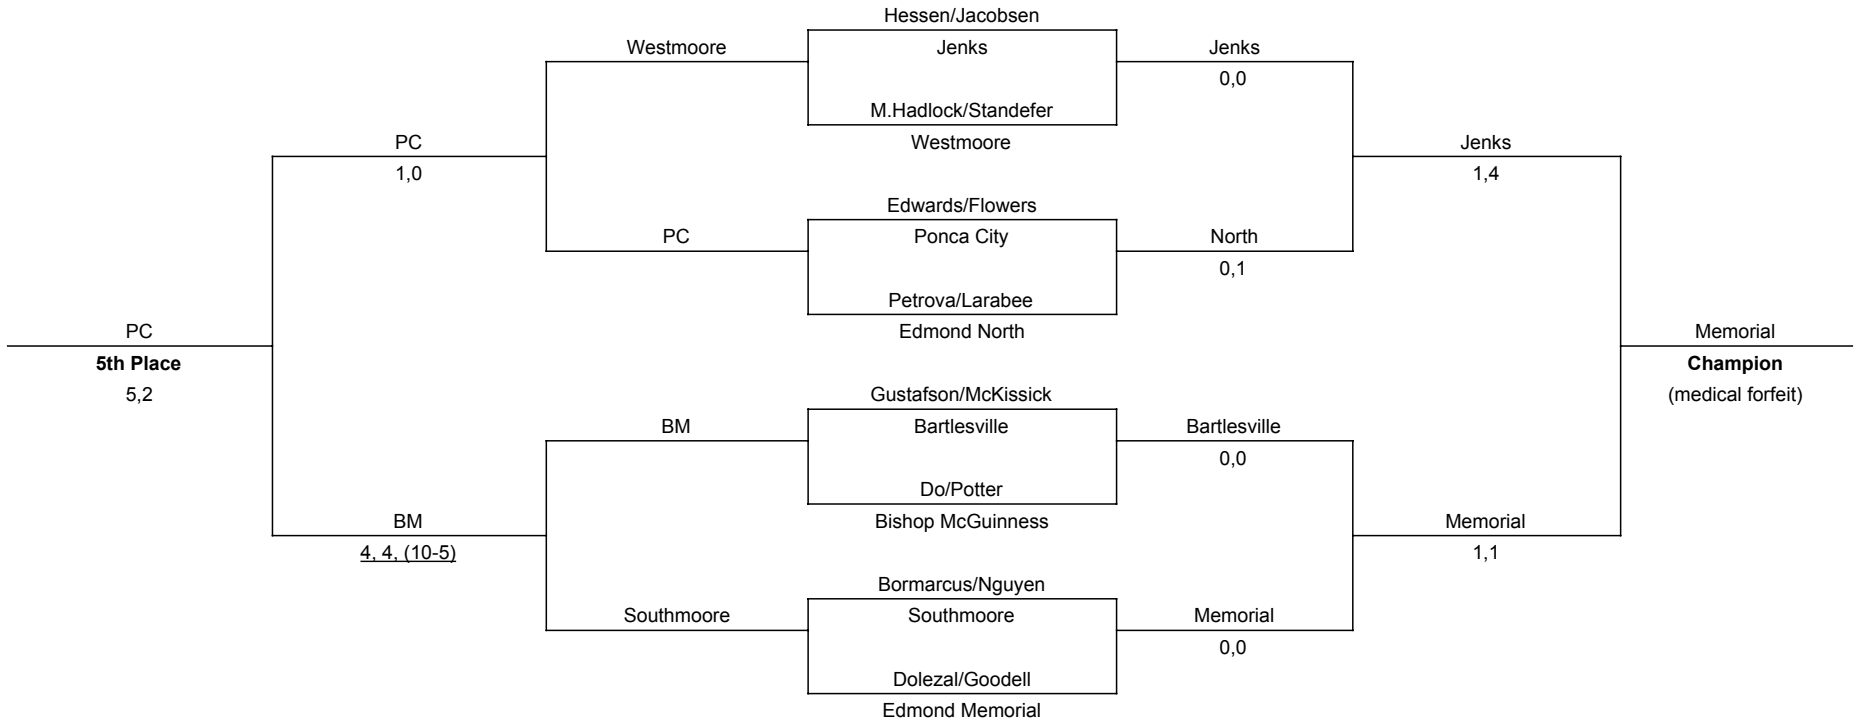 Hessen/Jacobsen
Westmoore Jenks Jenks
0,0
M.Hadlock/Standefer
PC Westmoore Jenks
1,0 1,4
Edwards/Flowers
PC Ponca City North
0,1
Petrova/Larabee
PC Edmond North Memorial
5th Place Champion
5,2 Gustafson/McKissick (medical forfeit)
BM Bartlesville Bartlesville
0,0
Do/Potter
BM Bishop McGuinness Memorial
4, 4, (10-5) 1,1
Bormarcus/Nguyen
Southmoore Southmoore Memorial
0,0
Dolezal/Goodell
Edmond Memorial